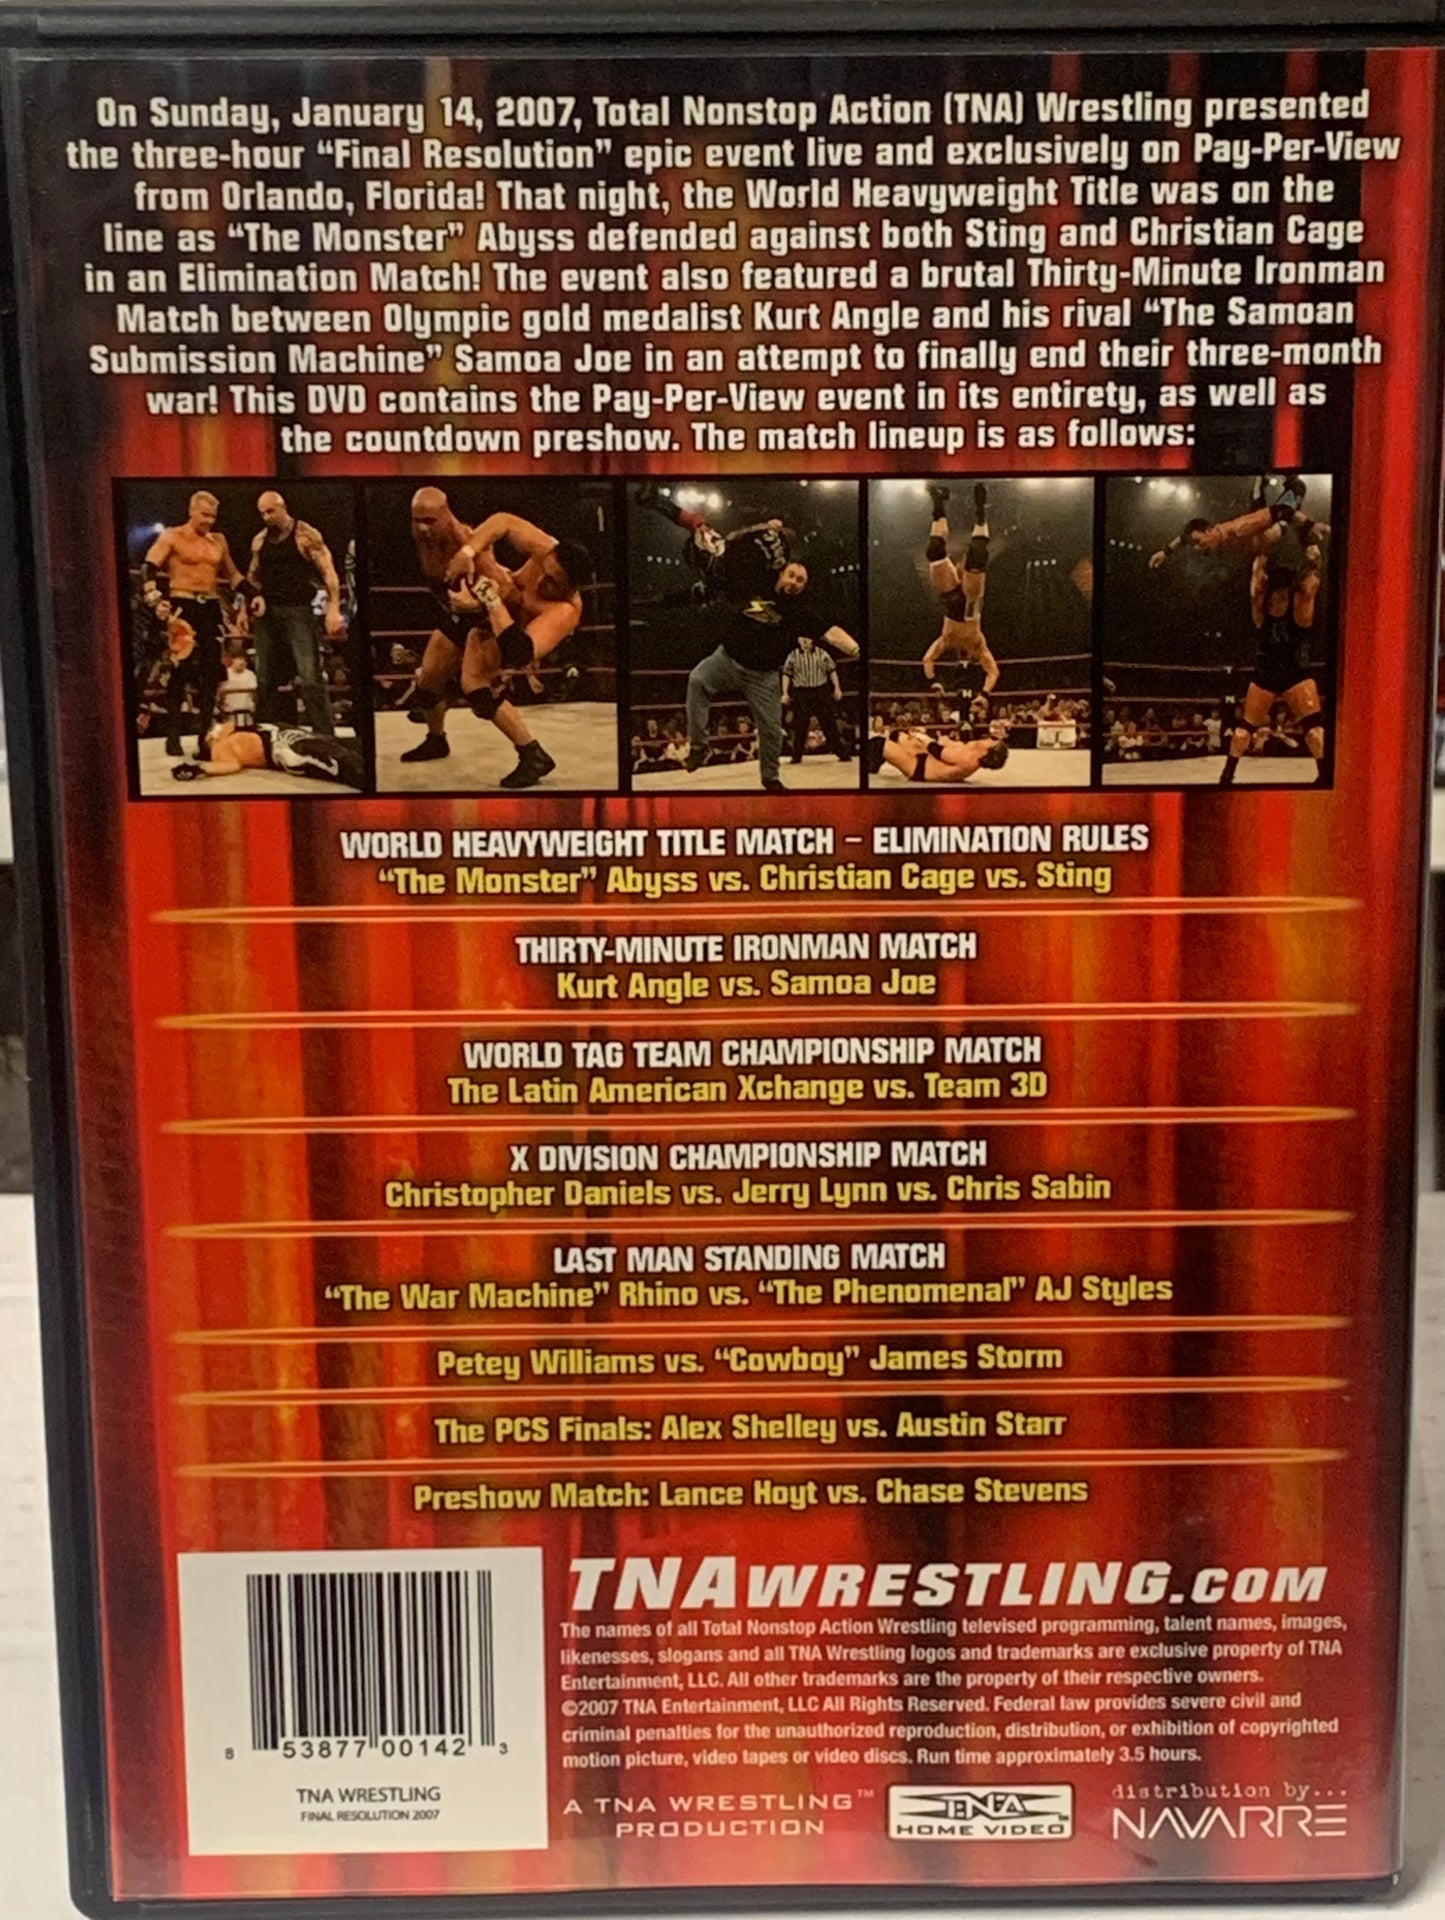 On Sunday, January 14, 2007, Total Nonstop Action (TNA) Wrestling presented
the three-hour “Final Resolution” epic event live and exclusively on Pay-Per-View
from Orlando, Florida! That night, the World Heavyweight Title was on the
line as “The Monster” Abyss defended against both Sting and Christian Cage
in an Elimination Match! The event also featured a brutal Thirty-Minute Ironman
Match between Olympic gold medalist Kurt Angle and his rival “The Samoan
Submission Machine” Samoa Joe in an attempt to finally end their three-month
war! This DVD contains the Pay-Per-View event in its entirety, as well as
the countdown preshow. The match lineup is as follows:
WORLD HEAVYWEIGHT TITLE MATCH – ELIMINATION RULES
“The Monster” Abyss vs. Christian Cage vs. Sting
THIRTY-MINUTE IRONMAN MATCH
Kurt Angle vs. Samoa Joe
WORLD TAG TEAM CHAMPIONSHIP MATCH
The Latin American Xchange vs. Team 3D
X DIVISION CHAMPIONSHIP MATCH
Christopher Daniels vs. Jerry Lynn vs. Chris Sabin
LAST MAN STANDING MATCH
“The War Machine” Rhino vs. “The Phenomenal” AJ Styles
Petey Williams vs. “Cowboy” James Storm
The PCS Finals: Alex Shelley vs. Austin Starr
Preshow Match: Lance Hoyt vs. Chase Stevens
TNAWRESTLING.COM
The names of all Total Nonstop Action Wrestling televised programming, talent names, images,
likenesses, slogans and all TNA Wrestling logos and trademarks are exclusive property of TNA
Entertainment, LLC. All other trademarks are the property of their respective owners.
©2007 TNA Entertainment, LLC All Rights Reserved. Federal law provides severe civil and
criminal penalties for the unauthorized reproduction, distribution, or exhibition of copyrighted
motion picture, video tapes or video discs. Run time approximately 3.5 hours.
8 53877 00142 3
TNA WRESTLING
FINAL RESOLUTION 2007
A TNA WRESTLING™
PRODUCTION
TNA
HOME VIDEO
distribution by...
NAVARRE